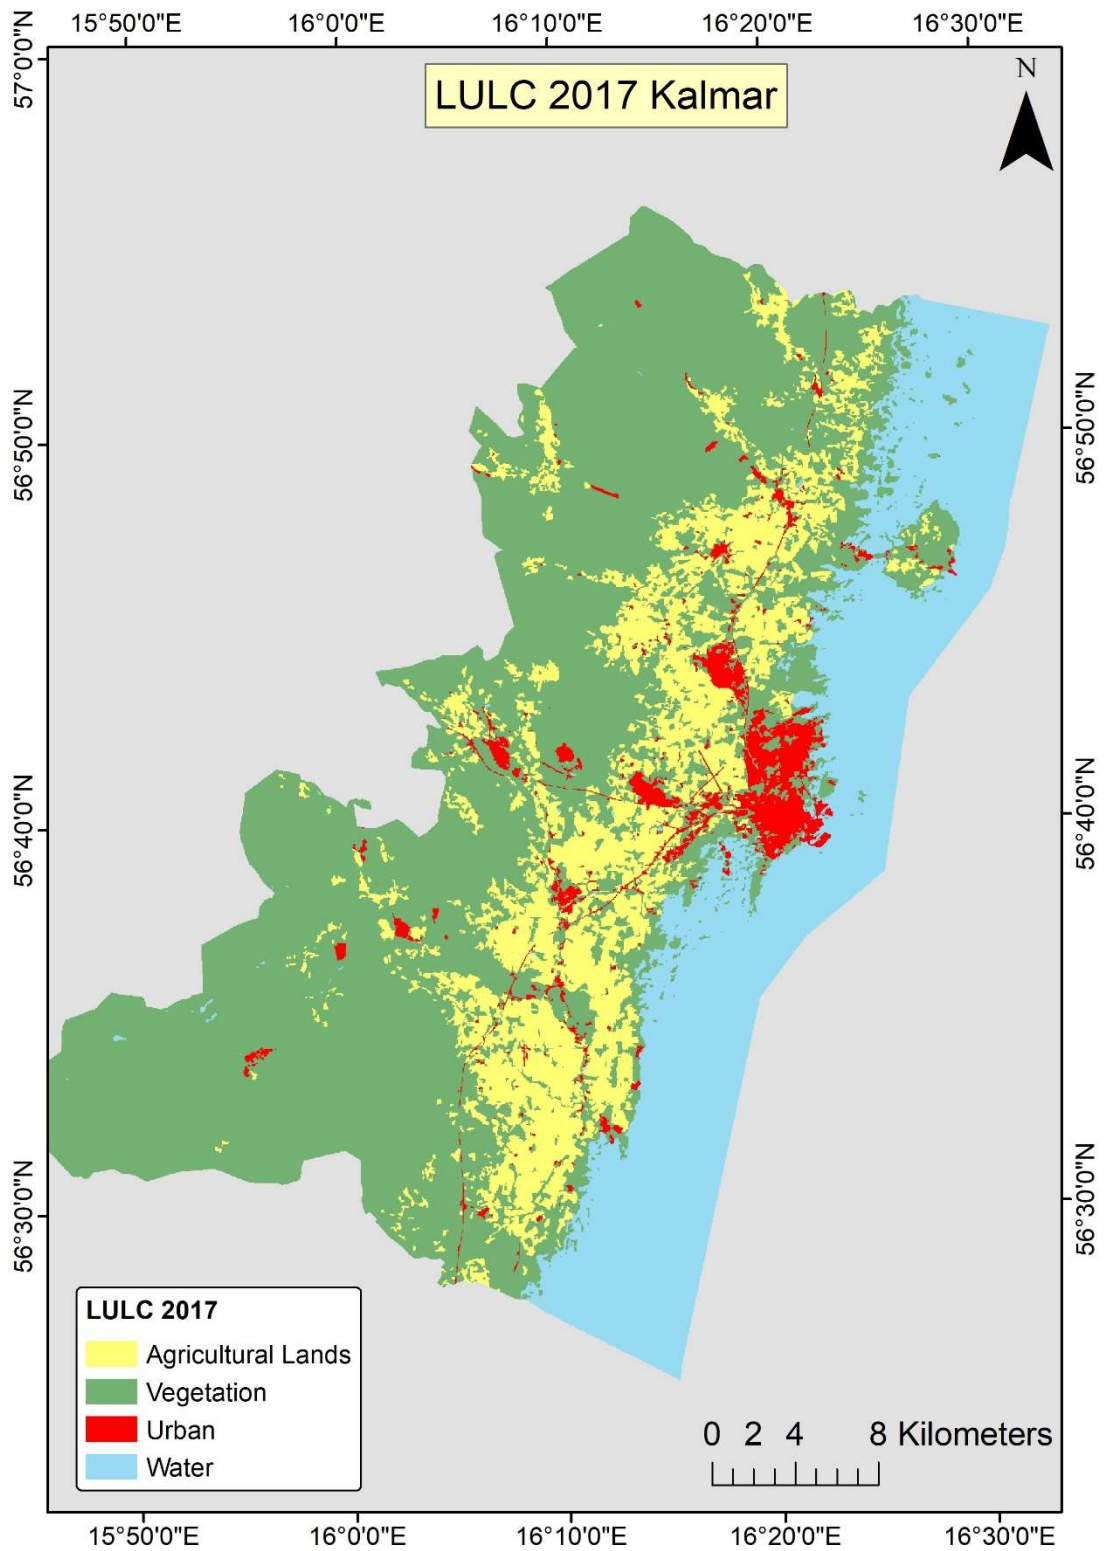 15°50'0"E 16°0'0"E 16°10'0"E 16°20'0"E 16°30'0"E
57°0'0"N
LULC 2017 Kalmar
N
56°50'0"N 56°50'0"N
56°40'0"N 56°40'0"N
56°30'0"N 56°30'0"N
LULC 2017
Agricultural Lands
Vegetation
Urban
Water
0 2 4 8 Kilometers
15°50'0"E 16°0'0"E 16°10'0"E 16°20'0"E 16°30'0"E